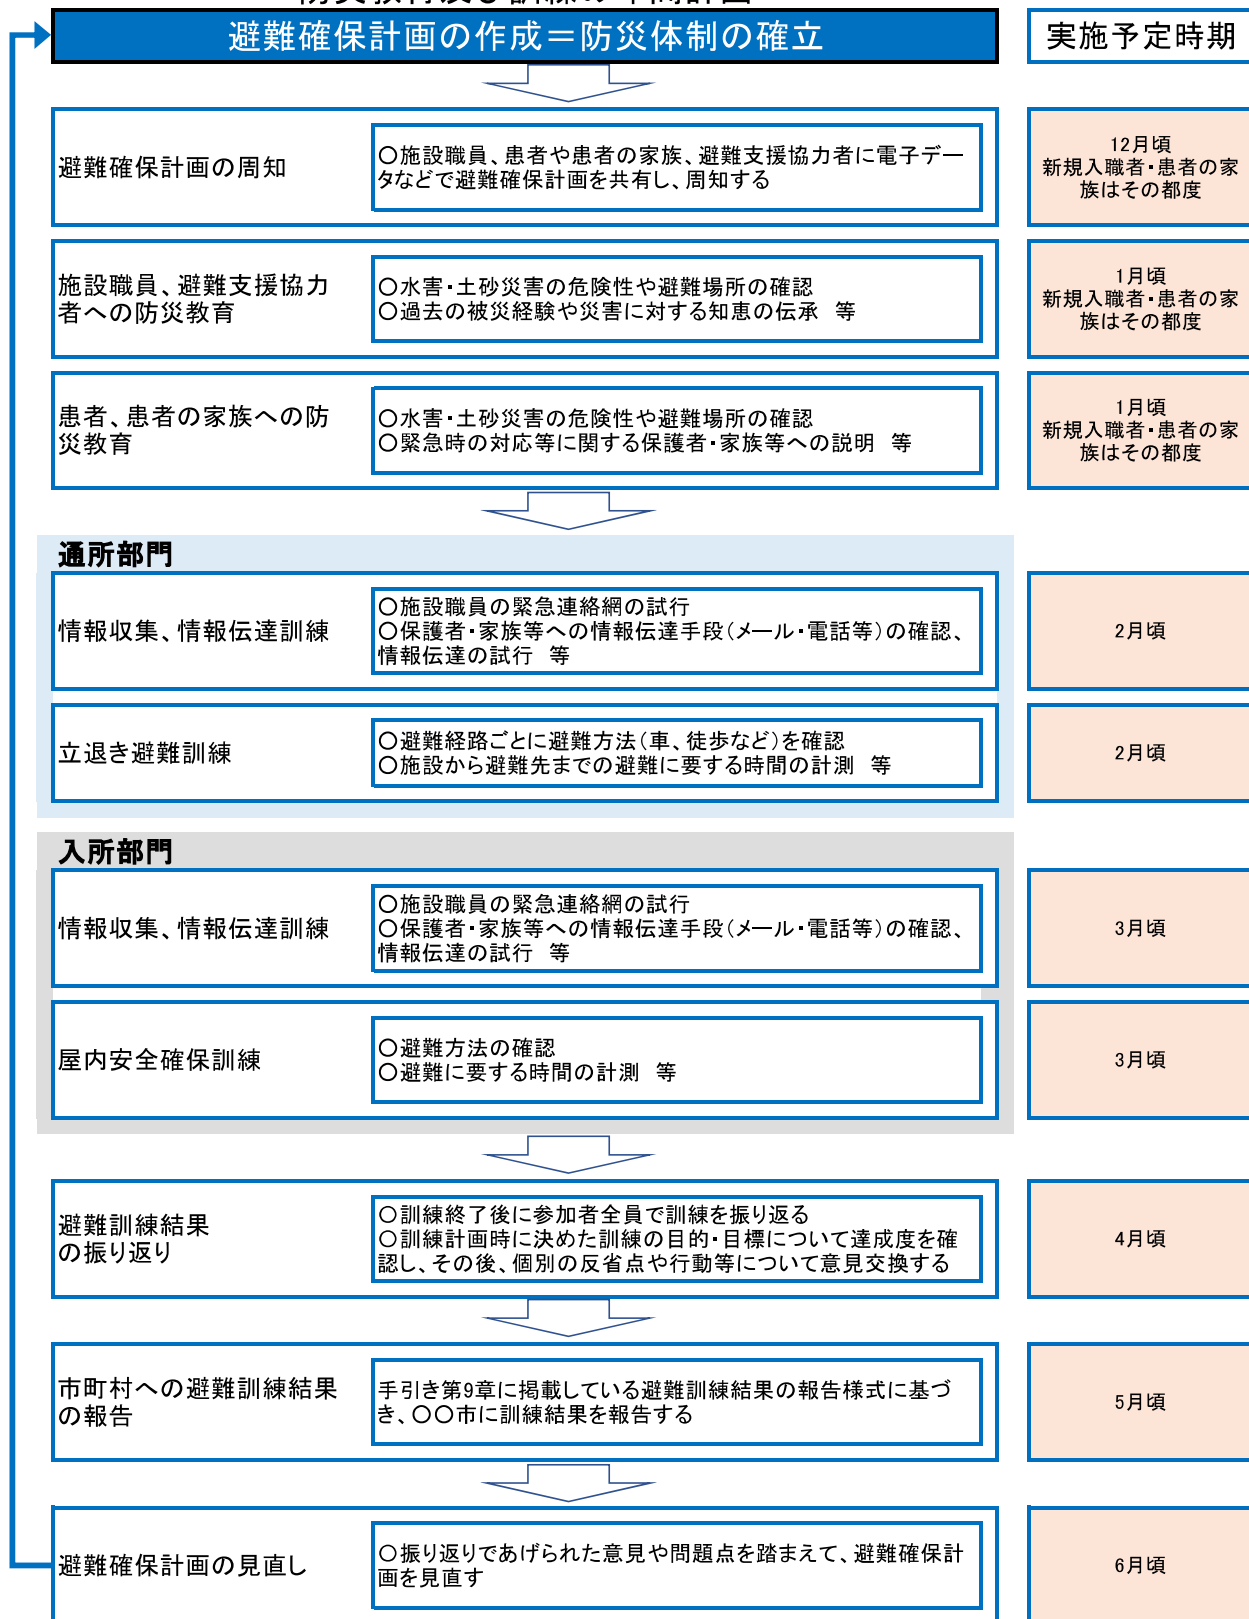 防災教育及び訓練の年間計画
避難確保計画の作成＝防災体制の確立
実施予定時期
避難確保計画の周知
○施設職員、患者や患者の家族、避難支援協力者に電子デー
タなどで避難確保計画を共有し、周知する
12月頃
新規入職者・患者の家
族はその都度
施設職員、避難支援協力
者への防災教育
○水害・土砂災害の危険性や避難場所の確認
○過去の被災経験や災害に対する知恵の伝承　等
1月頃
新規入職者・患者の家
族はその都度
患者、患者の家族への防
災教育
○水害・土砂災害の危険性や避難場所の確認
○緊急時の対応等に関する保護者・家族等への説明　等
1月頃
新規入職者・患者の家
族はその都度
通所部門
情報収集、情報伝達訓練
○施設職員の緊急連絡網の試行
○保護者・家族等への情報伝達手段（メール・電話等）の確認、
情報伝達の試行　等
2月頃
立退き避難訓練
○避難経路ごとに避難方法（車、徒歩など）を確認
○施設から避難先までの避難に要する時間の計測　等
2月頃
入所部門
情報収集、情報伝達訓練
○施設職員の緊急連絡網の試行
○保護者・家族等への情報伝達手段（メール・電話等）の確認、
情報伝達の試行　等
3月頃
屋内安全確保訓練
○避難方法の確認
○避難に要する時間の計測　等
3月頃
避難訓練結果
の振り返り
○訓練終了後に参加者全員で訓練を振り返る
○訓練計画時に決めた訓練の目的・目標について達成度を確
認し、その後、個別の反省点や行動等について意見交換する
4月頃
市町村への避難訓練結果
の報告
手引き第9章に掲載している避難訓練結果の報告様式に基づ
き、○○市に訓練結果を報告する
5月頃
避難確保計画の見直し
○振り返りであげられた意見や問題点を踏まえて、避難確保計
画を見直す
6月頃